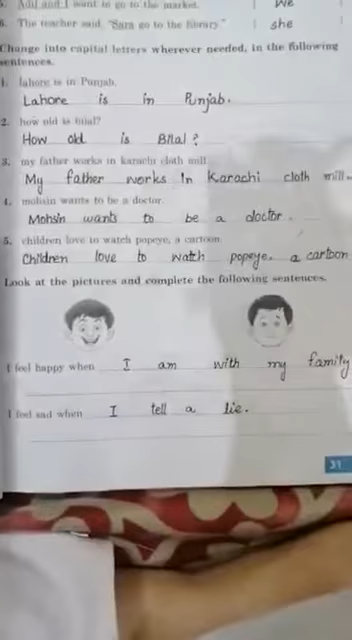 5. Adil and I want to go to the market. We
6. The teacher said, "Sara go to the library." she
Change into capital letters wherever needed, in the following
sentences.
1. lahore is in Punjab.
Lahore is in Punjab.
2. how old is bilal?
How old is Bilal?
3. my father works in karachi cloth mill
My father works In Karachi cloth mill.
4. mohsin wants to be a doctor.
Mohsin wants to be a doctor.
5. children love to watch popeye, a cartoon
Children love to watch popeye. a cartoon
Look at the pictures and complete the following sentences.
I feel happy when I am with my family
I feel sad when I tell a lie.
31